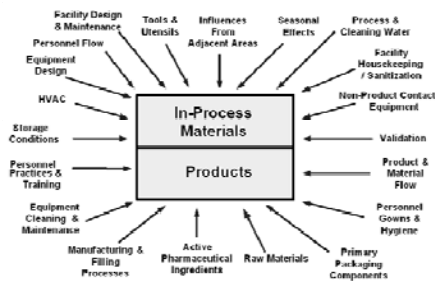 Facility Design
& Maintenance
Tools &
Utensils
Influences
From
Adjacent Areas
Seasonal
Effects
Process &
Cleaning Water
Personnel Flow
Equipment
Design
Facility
Housekeeping
/ Sanitization
HVAC
Non-Product Contact
Equipment
In-Process
Materials
Storage
Conditions
Validation
Products
Personnel
Practices &
Training
Product &
Material
Flow
Equipment
Cleaning &
Maintenance
Personnel
Gowns &
Hygiene
Manufacturing &
Filling
Processes
Active
Pharmaceutical
Ingredients
Raw Materials
Primary
Packaging
Components